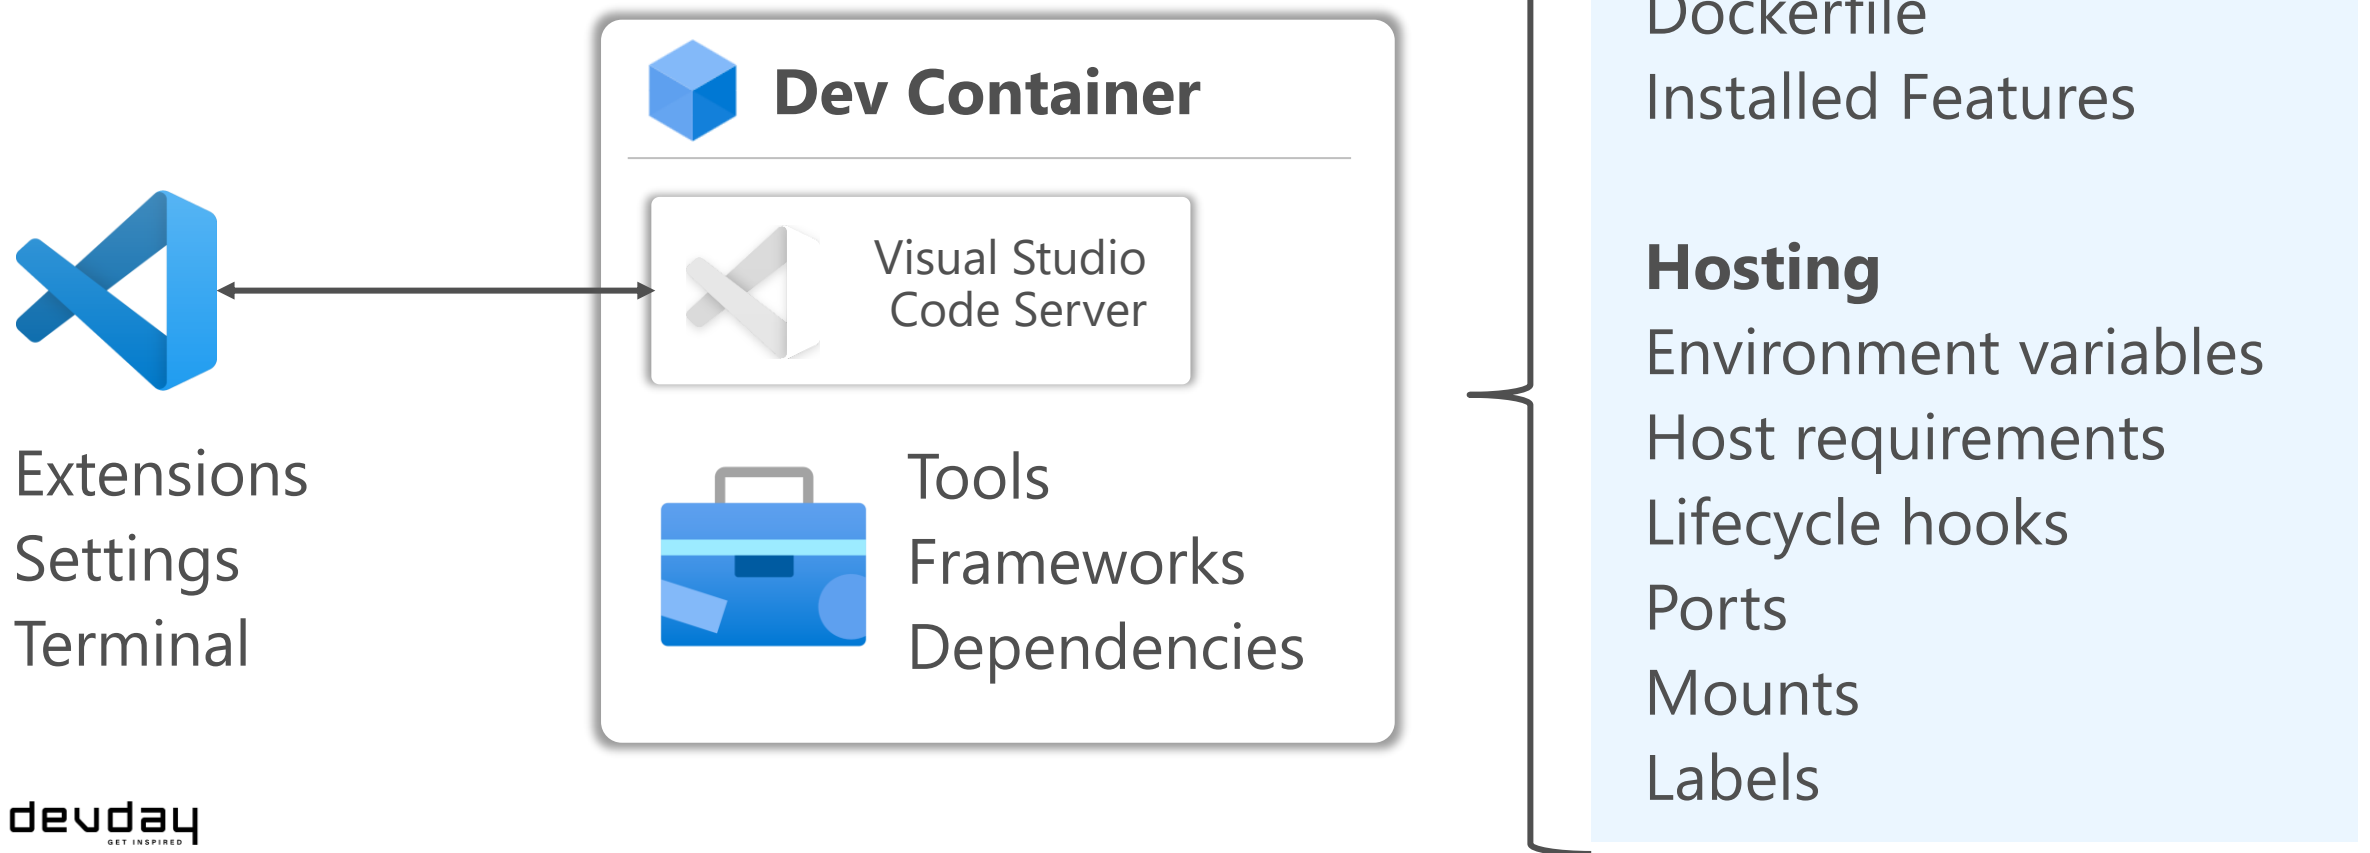 Dev Container
Visual Studio
Code Server
Extensions
Settings
Terminal
Tools
Frameworks
Dependencies
Dockerfile
Installed Features
Hosting
Environment variables
Host requirements
Lifecycle hooks
Ports
Mounts
Labels
devday
GET INSPIRED